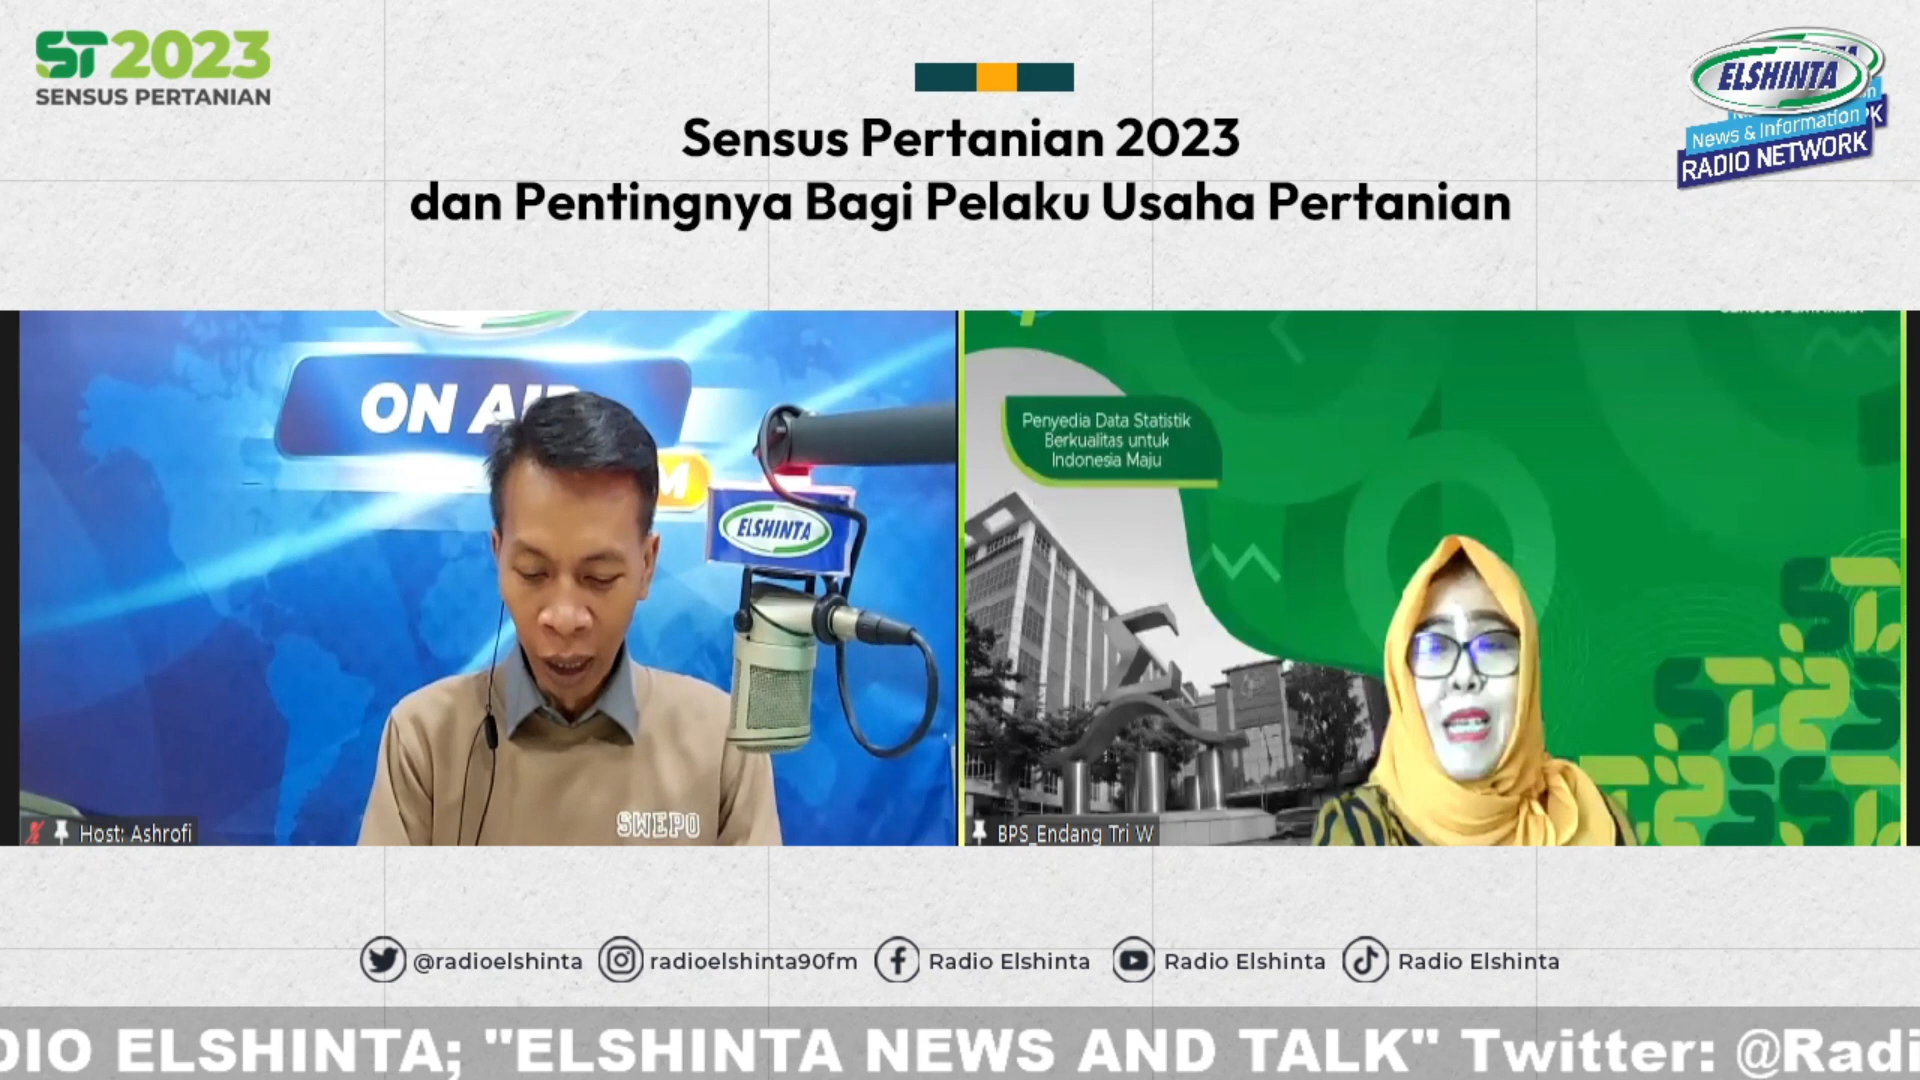 ST2023
SENSUS PERTANIAN
Sensus Pertanian 2023
dan Pentingnya Bagi Pelaku Usaha Pertanian
ELSHINTA
News & Information
RADIO NETWORK
ON AI
M
ELSHINTA
SWEPO
Host: Ashrofi
Penyedia Data Statistik
Berkualitas untuk
Indonesia Maju
BPS_Endang Tri W
@radioelshinta
radioelshinta90fm
Radio Elshinta
Radio Elshinta
Radio Elshinta
DIO ELSHINTA; "ELSHINTA NEWS AND TALK" Twitter: @Radi